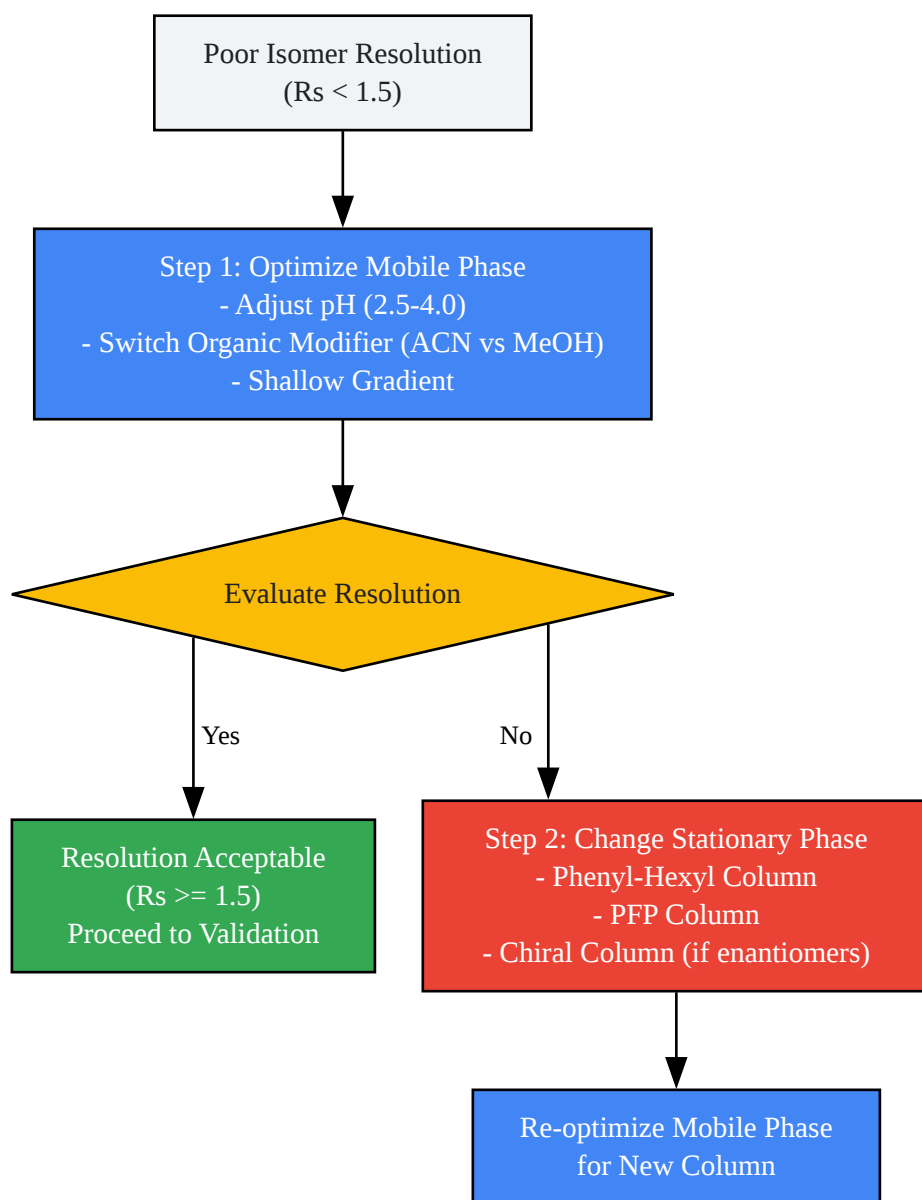 Poor Isomer Resolution
(Rs < 1.5)
Step 1: Optimize Mobile Phase
- Adjust pH (2.5-4.0)
- Switch Organic Modifier (ACN vs MeOH)
- Shallow Gradient
Evaluate Resolution
Yes
No
Resolution Acceptable
(Rs >= 1.5)
Proceed to Validation
Step 2: Change Stationary Phase
- Phenyl-Hexyl Column
- PFP Column
- Chiral Column (if enantiomers)
Re-optimize Mobile Phase
for New Column